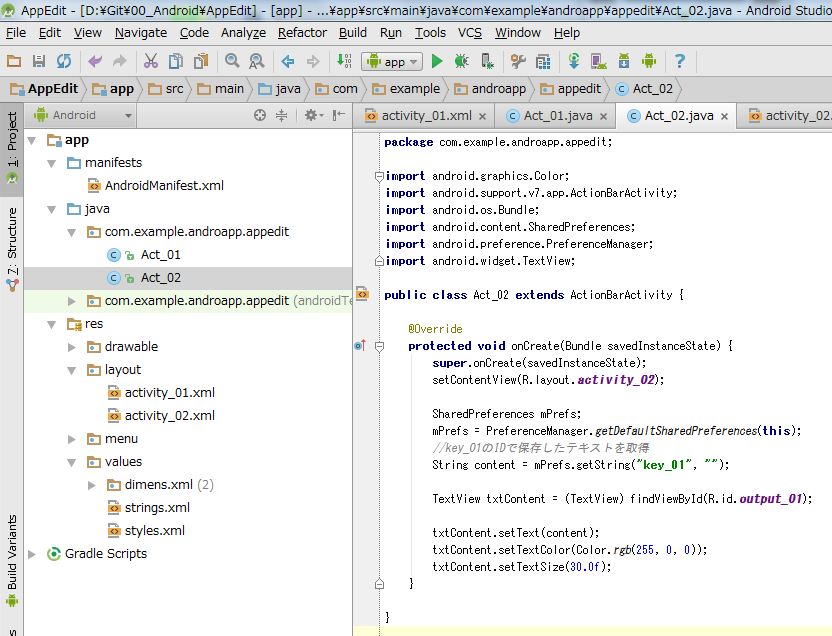 AppEdit - [D:¥Git¥00_Android¥AppEdit] - [app] - ...¥app¥src¥main¥java¥com¥example¥androapp¥appedit¥Act_02.java - Android Studio
File Edit View Navigate Code Analyze Refactor Build Run Tools VCS Window Help
app
AppEdit app src main java com example androapp appedit Act_02
1: Project
7: Structure
Build Variants
Android
app
manifests
AndroidManifest.xml
java
com.example.androapp.appedit
Act_01
Act_02
com.example.androapp.appedit (androidTe
res
drawable
layout
activity_01.xml
activity_02.xml
menu
values
dimens.xml (2)
strings.xml
styles.xml
Gradle Scripts
activity_01.xml Act_01.java Act_02.java activity_02.
package com.example.androapp.appedit;
import android.graphics.Color;
import android.support.v7.app.ActionBarActivity;
import android.os.Bundle;
import android.content.SharedPreferences;
import android.preference.PreferenceManager;
import android.widget.TextView;
public class Act_02 extends ActionBarActivity {
@Override
protected void onCreate(Bundle savedInstanceState) {
super.onCreate(savedInstanceState);
setContentView(R.layout.activity_02);
SharedPreferences mPrefs;
mPrefs = PreferenceManager.getDefaultSharedPreferences(this);
//key_01のIDで保存したテキストを取得
String content = mPrefs.getString("key_01", "");
TextView txtContent = (TextView) findViewById(R.id.output_01);
txtContent.setText(content);
txtContent.setTextColor(Color.rgb(255, 0, 0));
txtContent.setTextSize(30.0f);
}
}